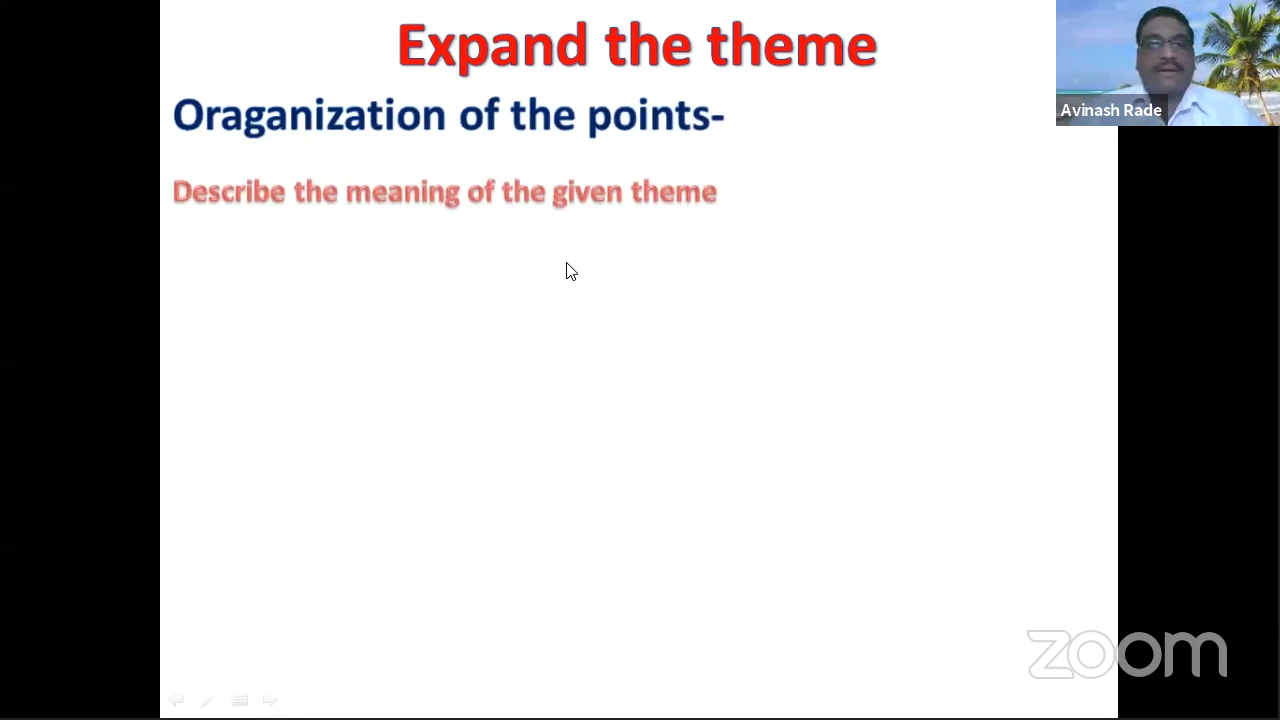 Expand the theme
Avinash Rade
Oraganization of the points-
Describe the meaning of the given theme
zoom